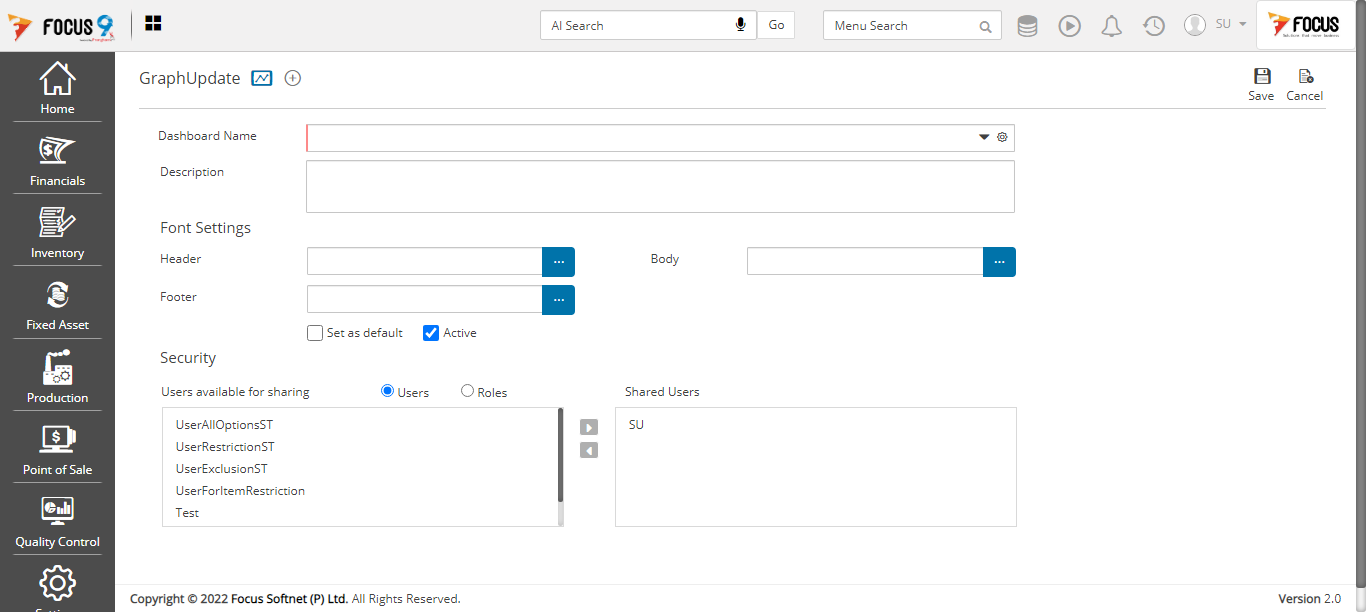 FOCUS 9
AI Search
Go
Menu Search
SU
FOCUS
GraphUpdate
Save
Cancel
Home
Financials
Inventory
Fixed Asset
Production
Point of Sale
Quality Control
Dashboard Name
Description
Font Settings
Header
...
Body
...
Footer
...
Set as default
Active
Security
Users available for sharing
Users
Roles
Shared Users
UserAllOptionsST
UserRestrictionST
UserExclusionST
UserForItemRestriction
Test
SU
Copyright © 2022 Focus Softnet (P) Ltd. All Rights Reserved.
Version 2.0